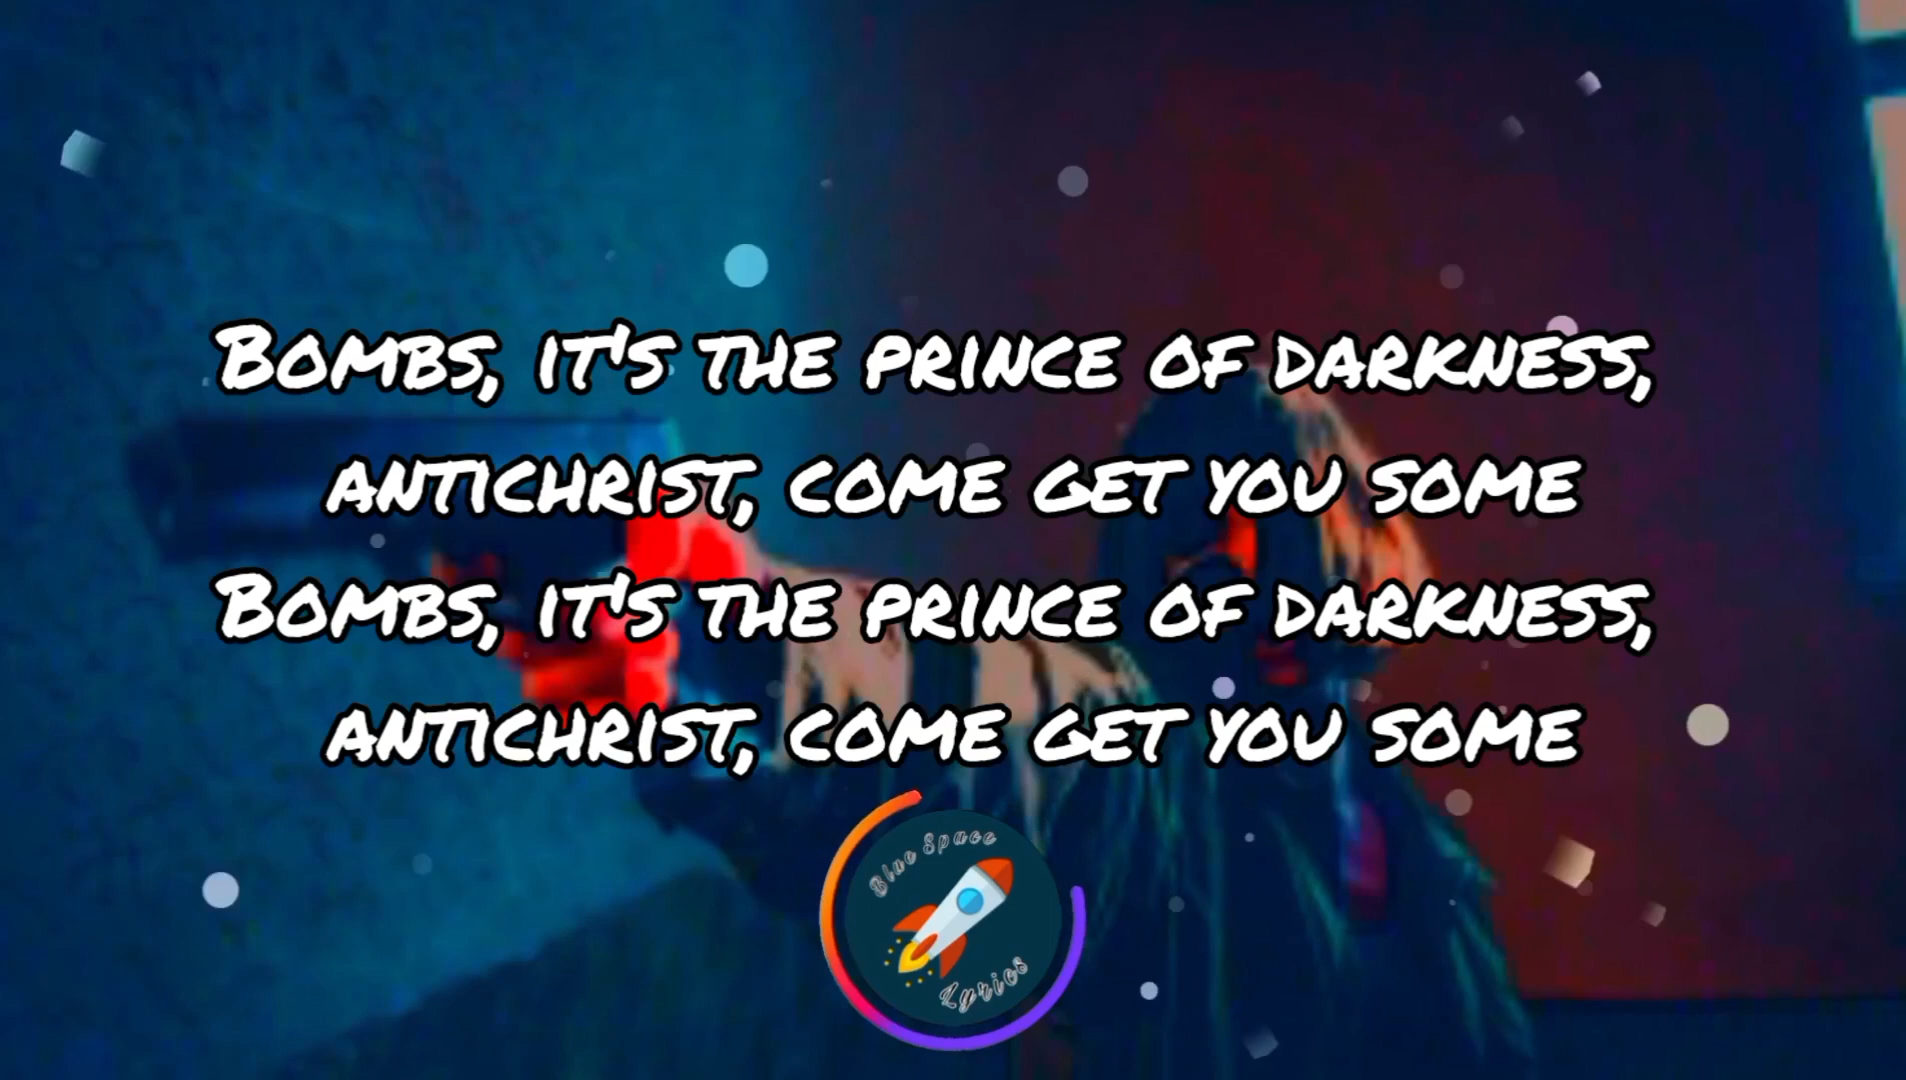 Bombs, it's the prince of darkness,
antichrist, come get you some
Bombs, it's the prince of darkness,
antichrist, come get you some
Blue Space
Lyrics